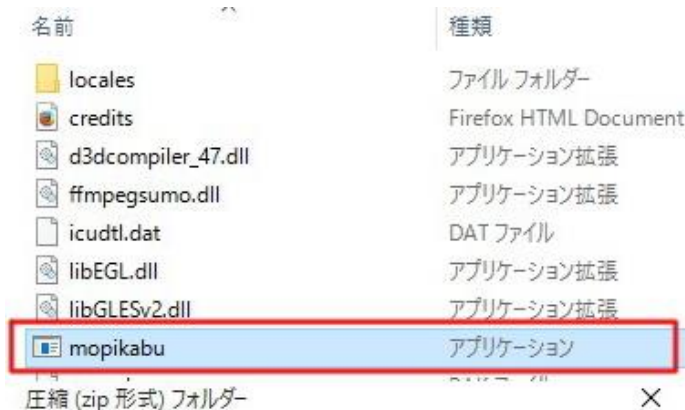 名前 種類
locales ファイル フォルダー
credits Firefox HTML Document
d3dcompiler_47.dll アプリケーション拡張
ffmpegsumo.dll アプリケーション拡張
icudtl.dat DAT ファイル
libEGL.dll アプリケーション拡張
libGLESv2.dll アプリケーション拡張
mopikabu アプリケーション
圧縮 (zip 形式) フォルダー